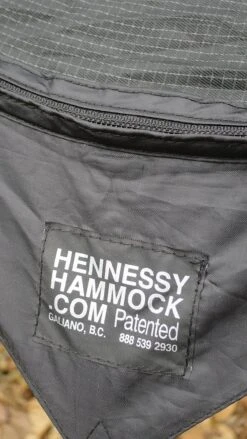 HENNESSY
HAMMOCK
.COM Patented
GALIANO, B.C. 888 539 2930